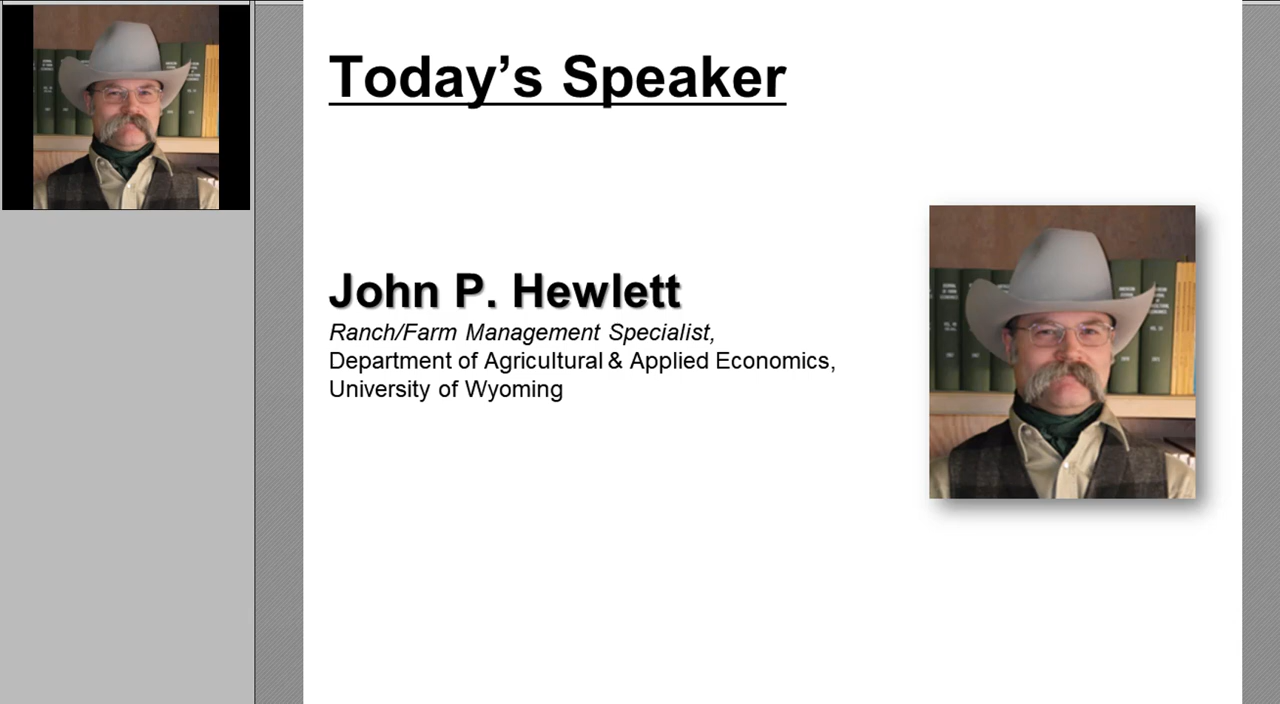 Today’s Speaker
John P. Hewlett
Ranch/Farm Management Specialist,
Department of Agricultural & Applied Economics,
University of Wyoming